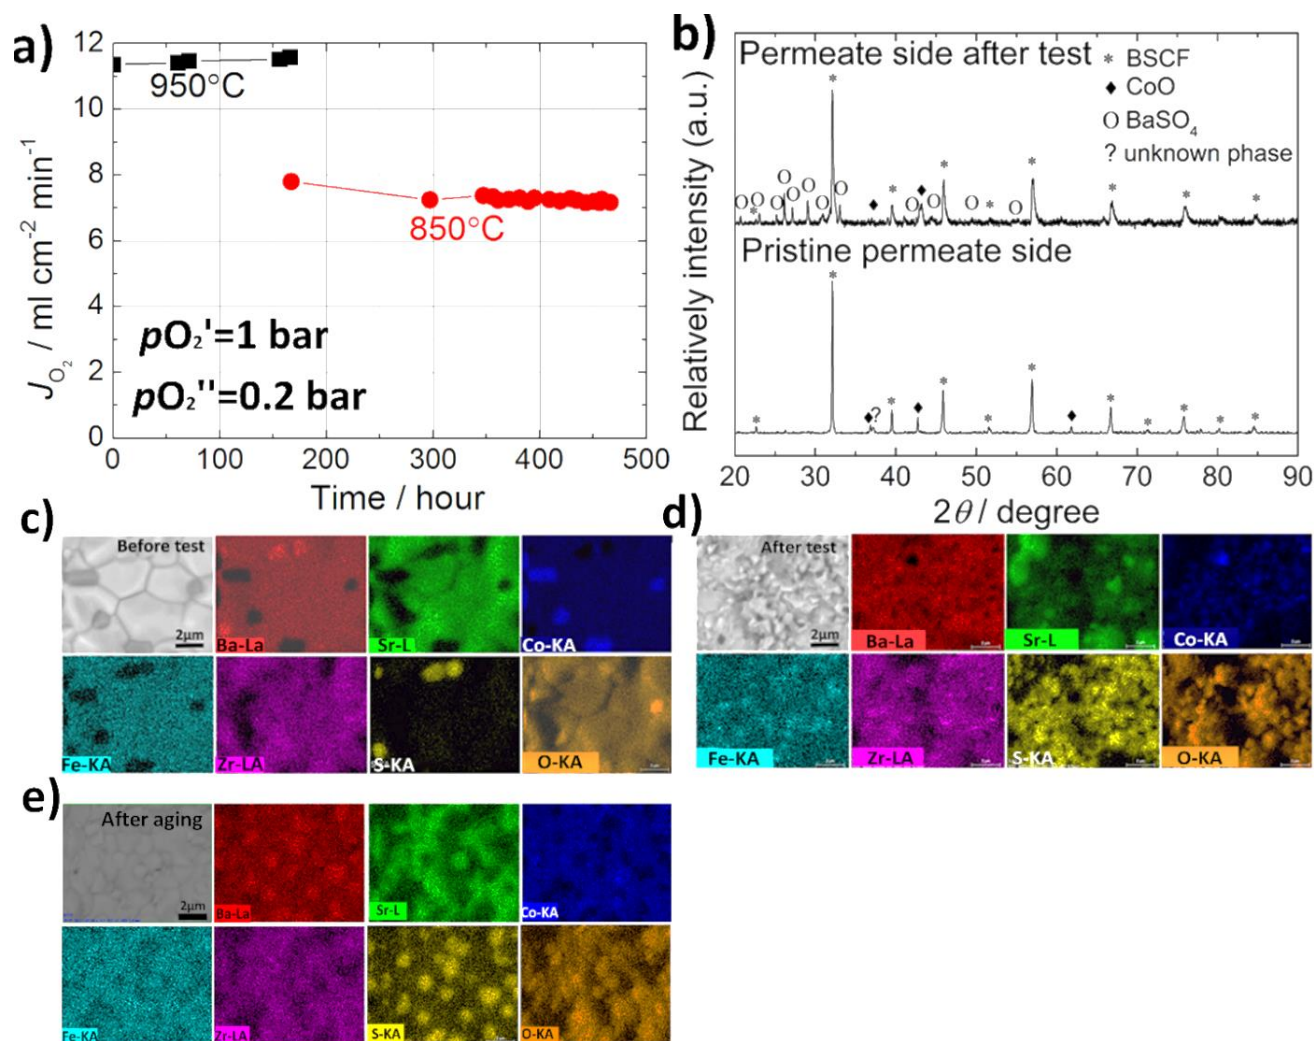 a)
12
10
8
6
4
2
0
950°C
850°C
pO₂'=1 bar
pO₂''=0.2 bar
J_O₂ / ml cm⁻² min⁻¹
0 100 200 300 400 500
Time / hour
b)
Permeate side after test
* BSCF
♦ CoO
O BaSO₄
? unknown phase
Pristine permeate side
?
Relatively intensity (a.u.)
20 30 40 50 60 70 80 90
2θ / degree
c)
Before test
2µm
Ba-La
Sr-L
Co-KA
Fe-KA
Zr-LA
S-KA
O-KA
d)
After test
2µm
Ba-La
Sr-L
Co-KA
Fe-KA
Zr-LA
S-KA
O-KA
e)
After aging
2µm
Ba-La
Sr-L
Co-KA
Fe-KA
Zr-LA
S-KA
O-KA